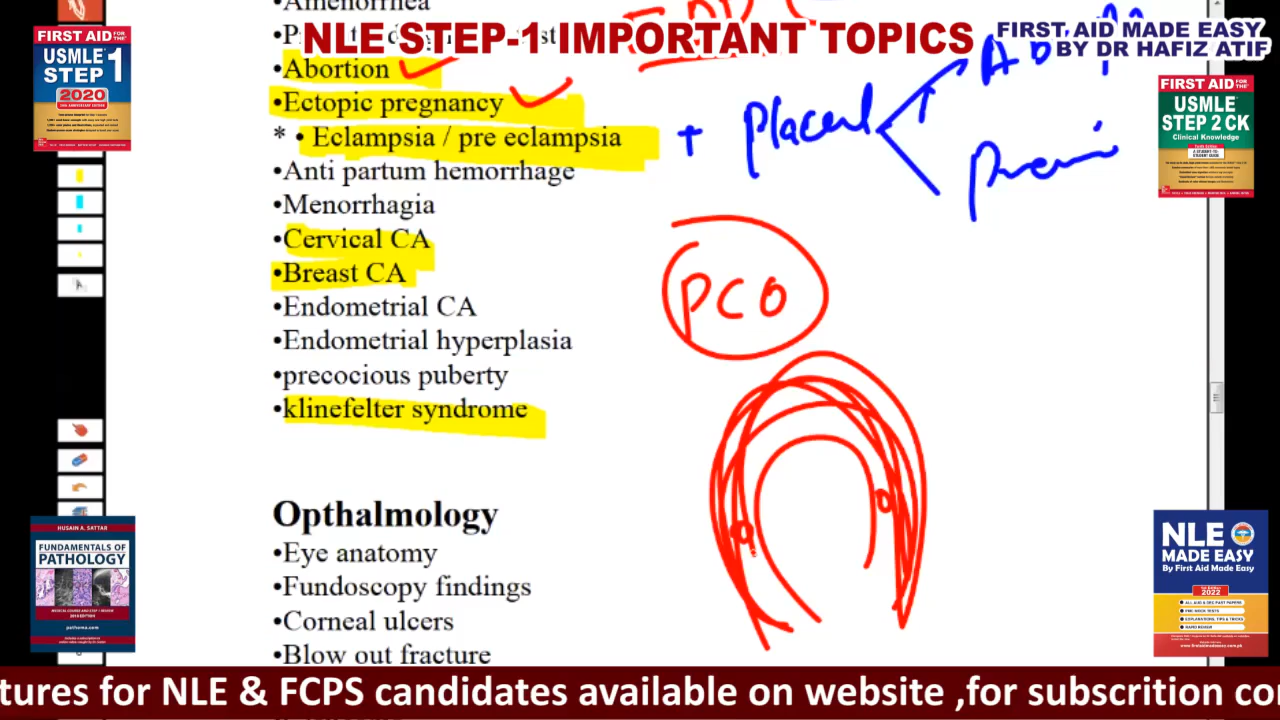 Amenorrhea
NLE STEP-1 IMPORTANT TOPICS
FIRST AID MADE EASY
BY DR HAFIZ ATIF
•Abortion
•Ectopic pregnancy
* • Eclampsia / pre eclampsia
•Anti partum hemorrhage
•Menorrhagia
•Cervical CA
•Breast CA
•Endometrial CA
•Endometrial hyperplasia
•precocious puberty
•klinefelter syndrome
Opthalmology
•Eye anatomy
•Fundoscopy findings
•Corneal ulcers
•Blow out fracture
+
PCO
FIRST AID
FOR THE
USMLE
STEP 1
2020
FIRST AID
FOR THE
USMLE
STEP 2 CK
Clinical Knowledge
HUSAIN A. SATTAR
FUNDAMENTALS OF
PATHOLOGY
pathoma.com
NLE
MADE EASY
By First Aid Made Easy
2022
tures for NLE & FCPS candidates available on website ,for subscrition co